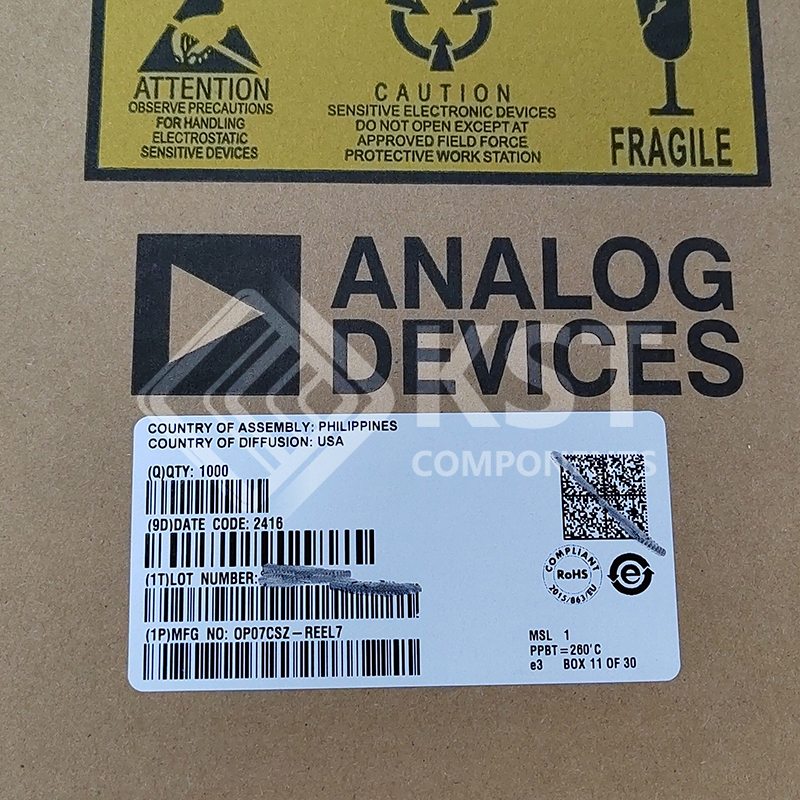 ATTENTION
OBSERVE PRECAUTIONS
FOR HANDLING
ELECTROSTATIC
SENSITIVE DEVICES
CAUTION
SENSITIVE ELECTRONIC DEVICES
DO NOT OPEN EXCEPT AT
APPROVED FIELD FORCE
PROTECTIVE WORK STATION
FRAGILE
ANALOG
DEVICES
KST
COMPONENTS
COUNTRY OF ASSEMBLY: PHILIPPINES
COUNTRY OF DIFFUSION: USA
(Q)QTY: 1000
(9D)DATE CODE: 2416
(1T)LOT NUMBER:
(1P)MFG NO: OP07CSZ-REEL7
COMPLIANT
RoHS
2015/863/EU
e
MSL 1
PPBT=260'C
e3 BOX 11 OF 30